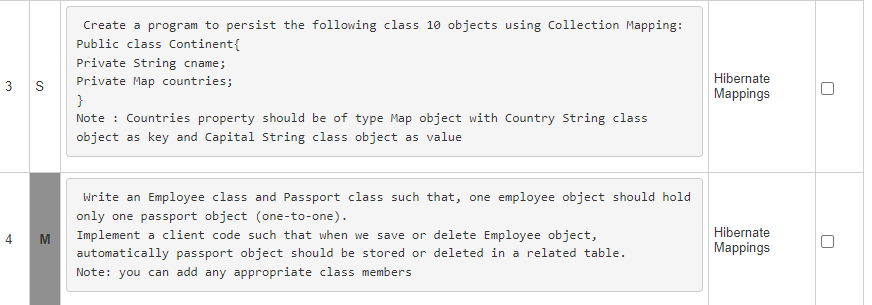 3
S
Create a program to persist the following class 10 objects using Collection Mapping:
Public class Continent{
Private String cname;
Private Map countries;
}
Note : Countries property should be of type Map object with Country String class
object as key and Capital String class object as value
Hibernate
Mappings
4
M
Write an Employee class and Passport class such that, one employee object should hold
only one passport object (one-to-one).
Implement a client code such that when we save or delete Employee object,
automatically passport object should be stored or deleted in a related table.
Note: you can add any appropriate class members
Hibernate
Mappings